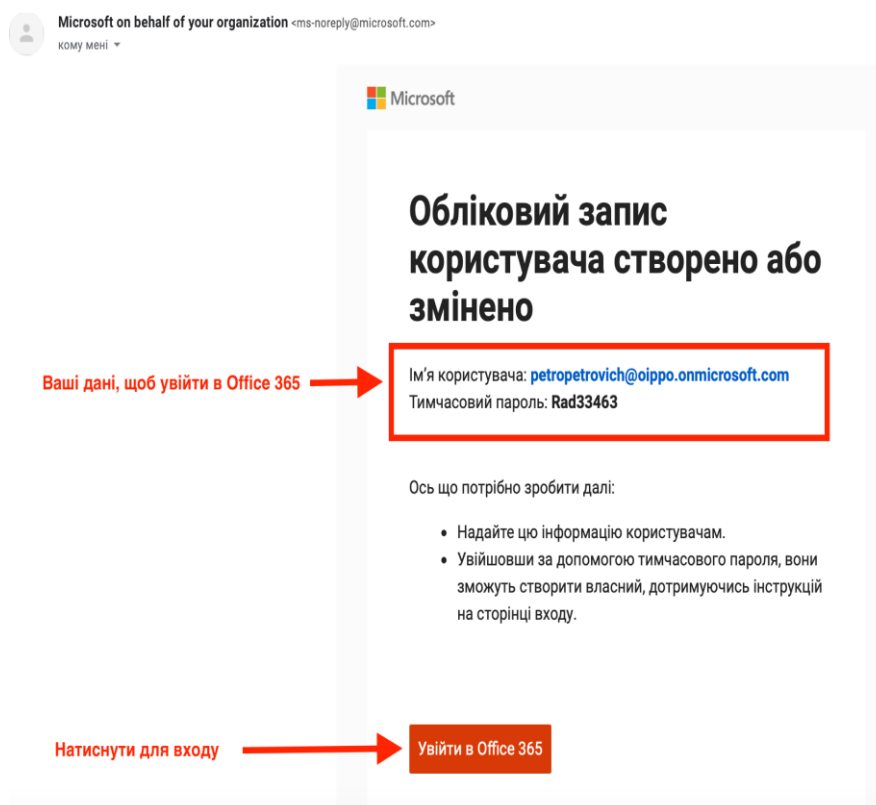 Microsoft on behalf of your organization <ms-noreply@microsoft.com>
кому мені
Microsoft
Обліковий запис
користувача створено або
змінено
Ваші дані, щоб увійти в Office 365
Ім'я користувача: petropetrovich@oippo.onmicrosoft.com
Тимчасовий пароль: Rad33463
Ось що потрібно зробити далі:
• Надайте цю інформацію користувачам.
• Увійшовши за допомогою тимчасового пароля, вони
зможуть створити власний, дотримуючись інструкцій
на сторінці входу.
Натиснути для входу
Увійти в Office 365